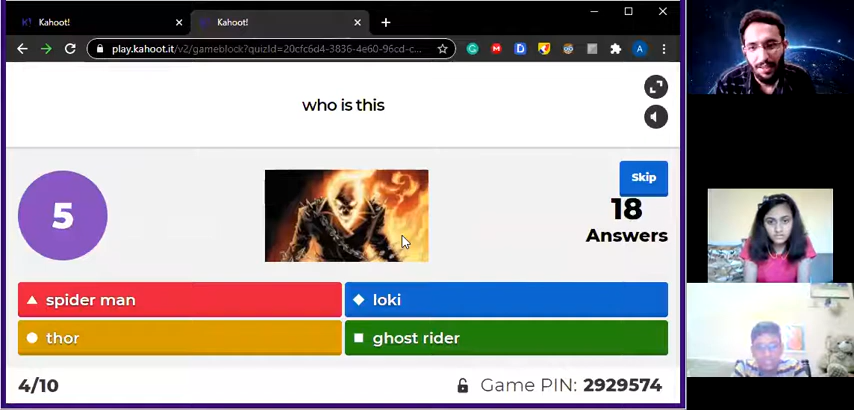 Kahoot!
Kahoot!
play.kahoot.it/v2/gameblock?quizId=20cfc6d4-3836-4e60-96cd-c...
who is this
5
Skip
18
Answers
spider man
loki
thor
ghost rider
4/10
Game PIN: 2929574